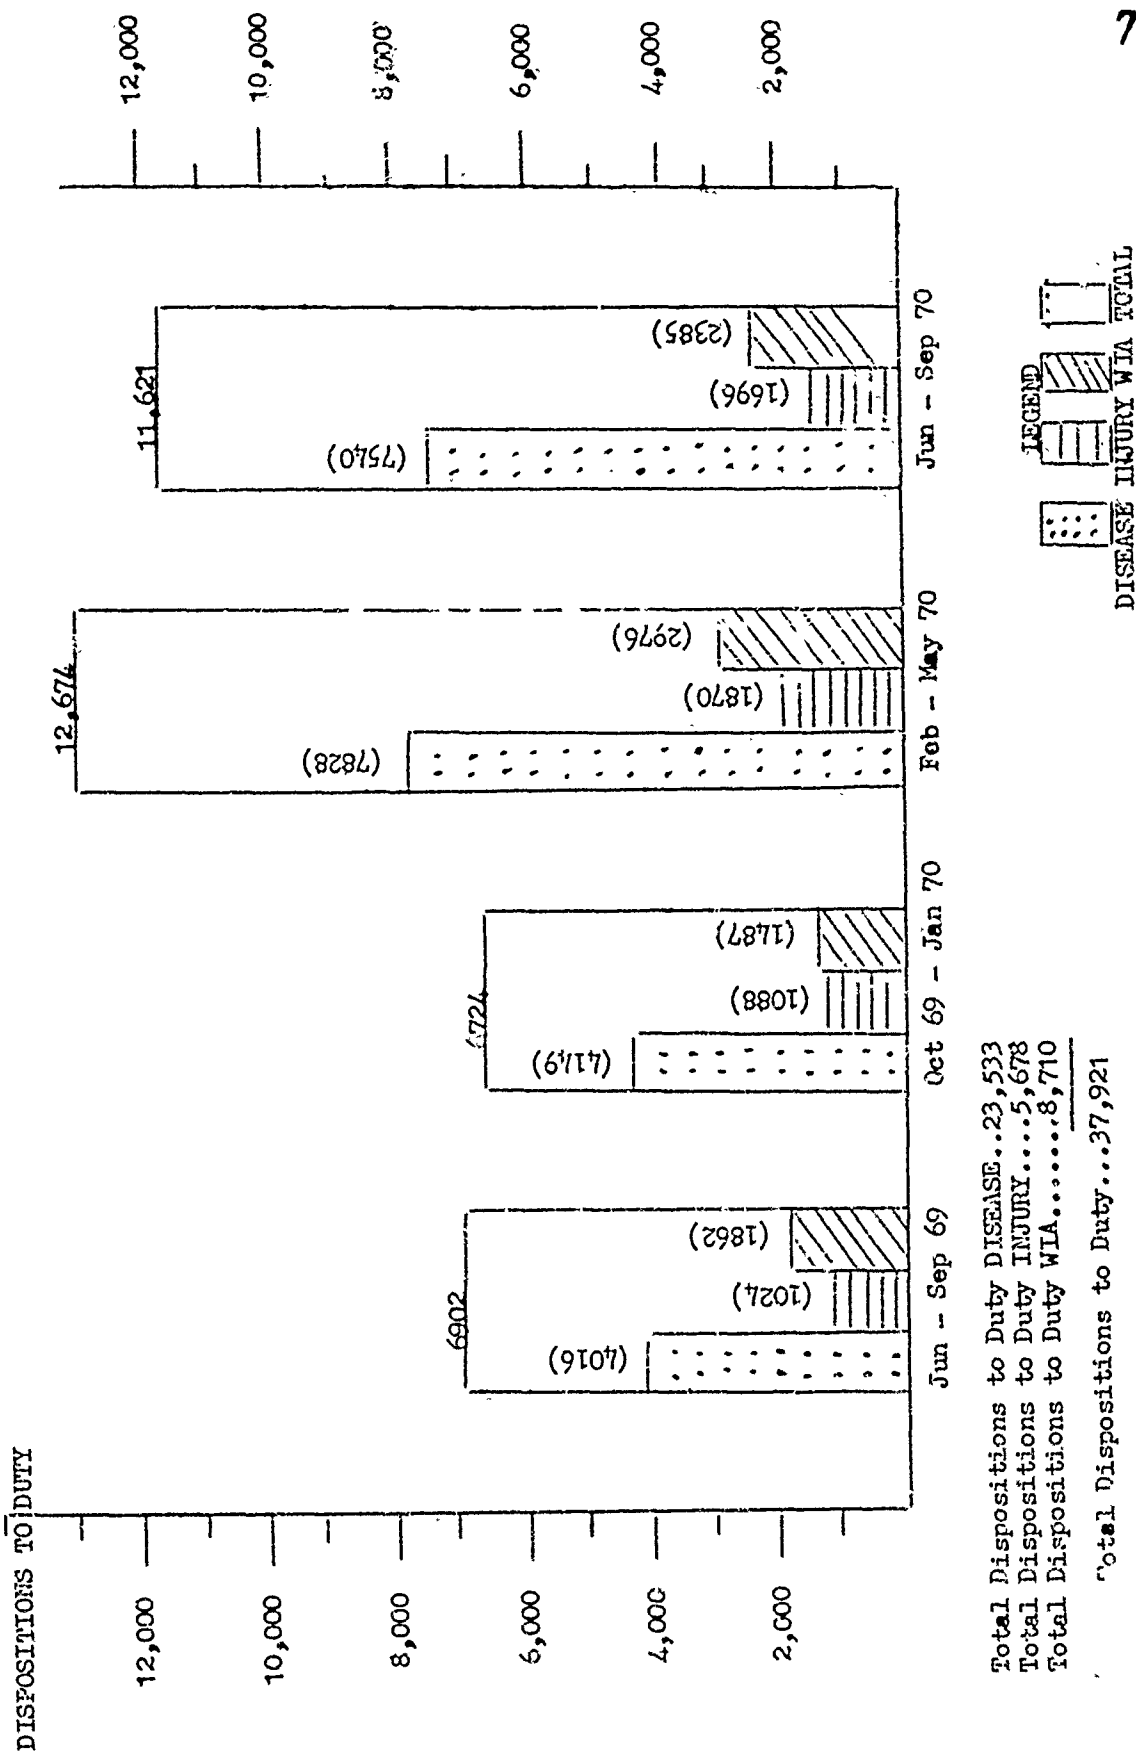 DISPOSITIONS TO DUTY
12,000
10,000
8,000
6,000
4,000
2,000
6902
(4016)
(1024)
(1862)
Jun - Sep 69
6724
(4149)
(1088)
(1487)
Oct 69 - Jan 70
12,674
(7828)
(1870)
(2976)
Feb - May 70
11,621
(7540)
(1696)
(2385)
Jun - Sep 70
12,000
10,000
8,000
6,000
4,000
2,000
Total Dispositions to Duty DISEASE..23,533
Total Dispositions to Duty INJURY....5,678
Total Dispositions to Duty WIA.......8,710
Total Dispositions to Duty...37,921
LEGEND
DISEASE INJURY WIA TOTAL
7